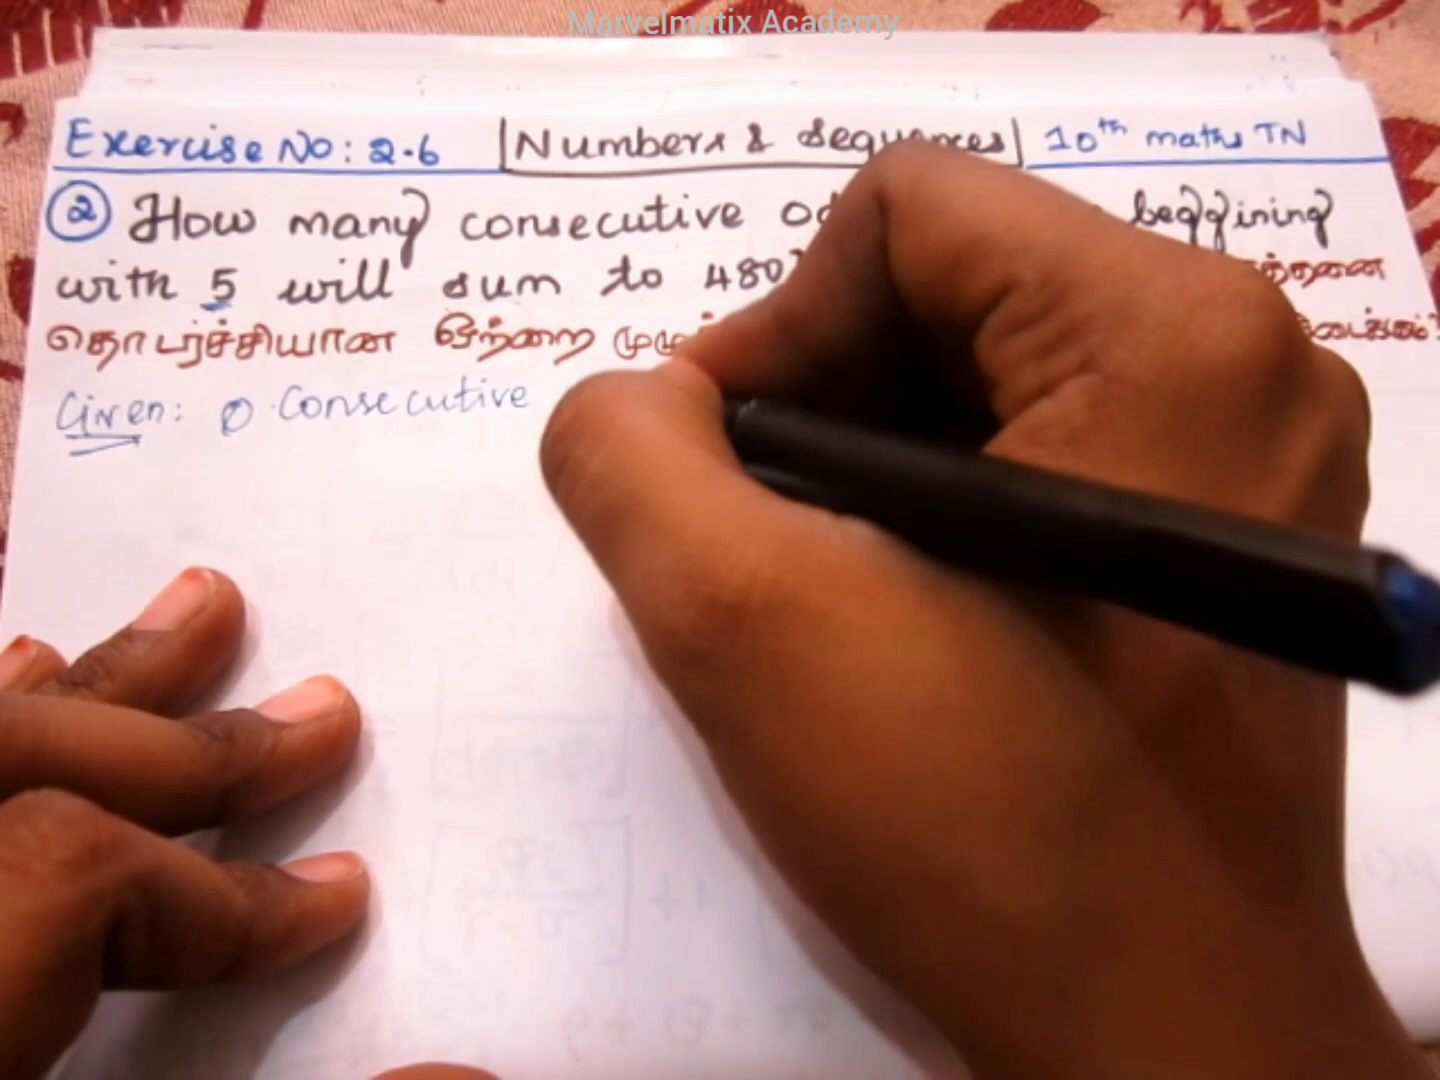 Marvelmatix Academy
Exercise No: 2.6 Numbers & Sequences 10th maths TN
② How many consecutive beggining
with 5 will sum to 480?
தொடர்ச்சியான ஒற்றை
Given: Consecutive